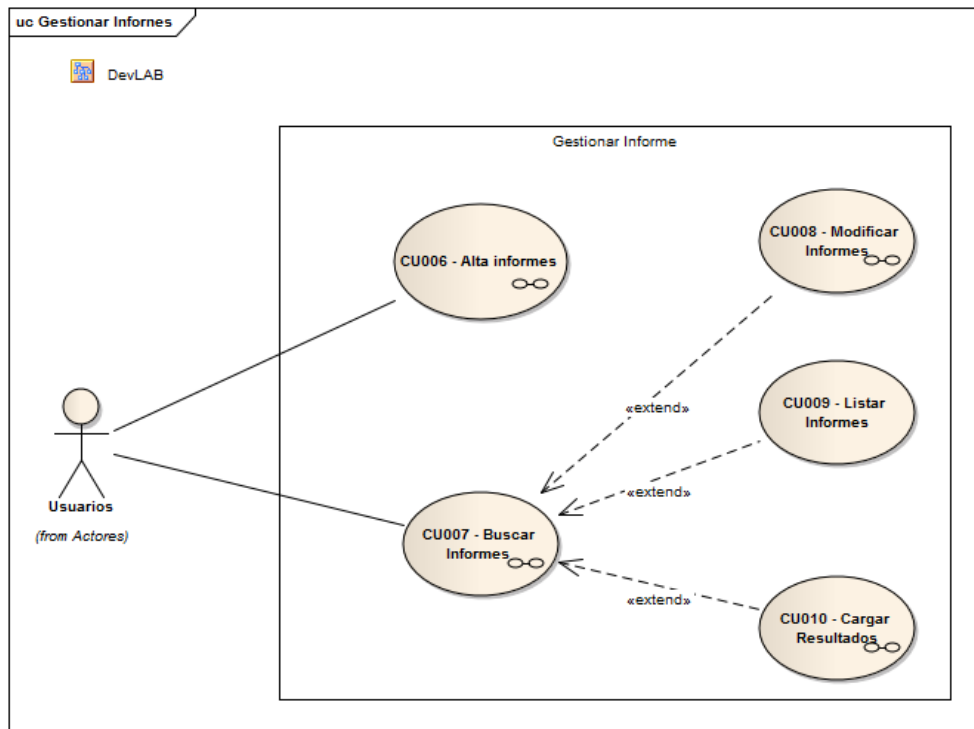 uc Gestionar Infornes
DevLAB
Gestionar Informe
CU006 - Alta informes
CU008 - Modificar
Informes
CU009 - Listar
Informes
«extend»
«extend»
Usuarios
(from Actores)
CU007 - Buscar
Informes
«extend»
CU010 - Cargar
Resultados